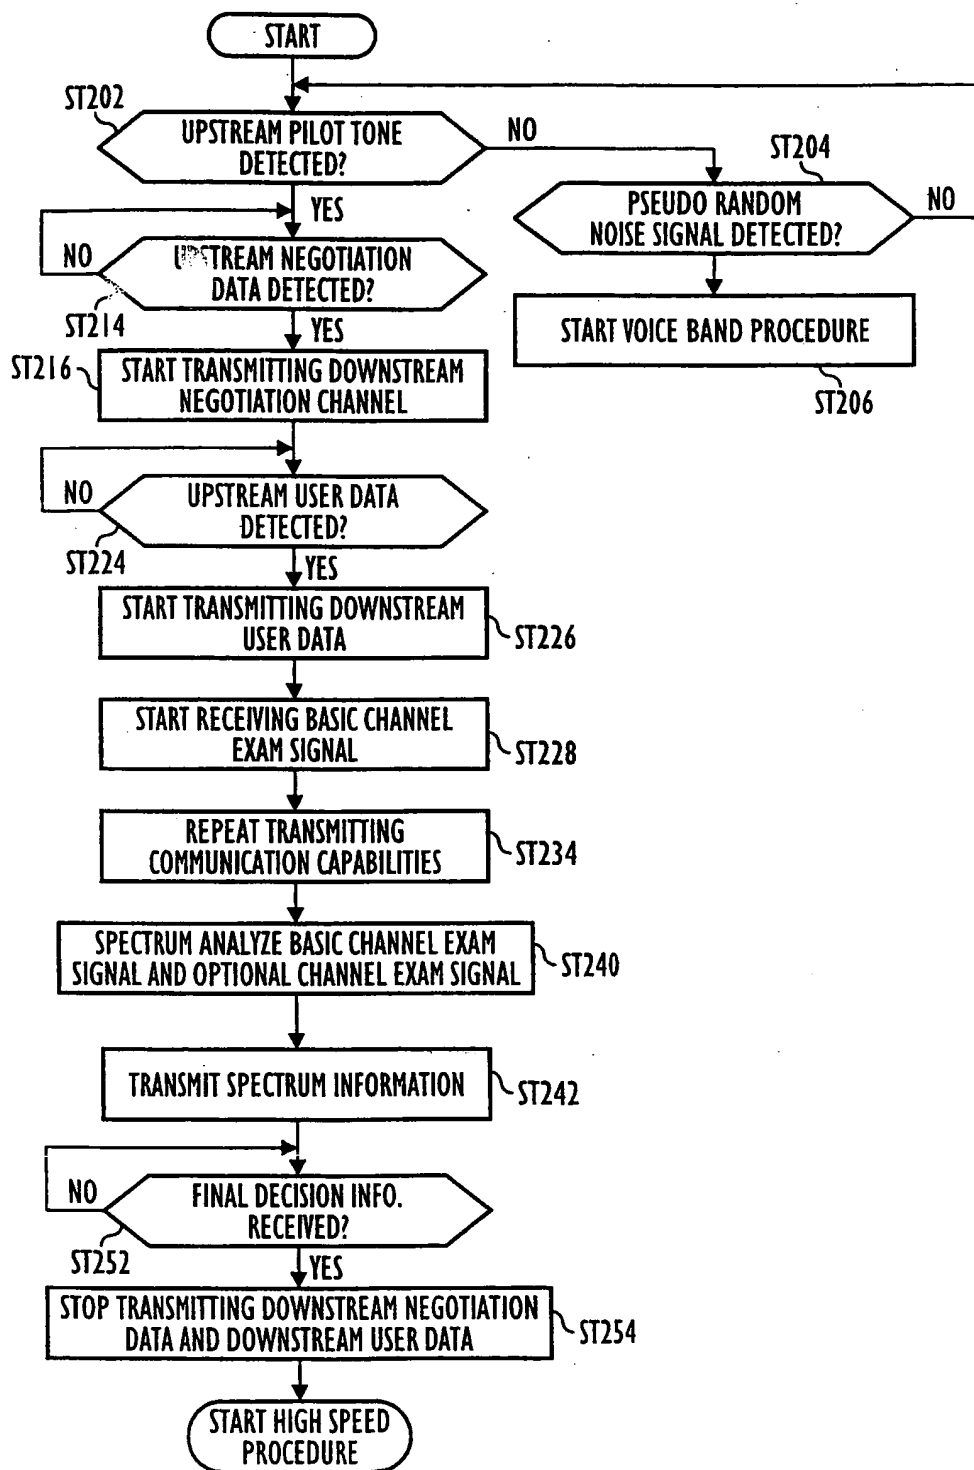 START
ST202
UPSTREAM PILOT TONE
DETECTED?
NO
ST204
YES
PSEUDO RANDOM
NOISE SIGNAL DETECTED?
NO
NO
UPSTREAM NEGOTIATION
DATA DETECTED?
ST214
YES
START VOICE BAND PROCEDURE
ST206
ST216
START TRANSMITTING DOWNSTREAM
NEGOTIATION CHANNEL
NO
UPSTREAM USER DATA
DETECTED?
ST224
YES
START TRANSMITTING DOWNSTREAM
USER DATA
ST226
START RECEIVING BASIC CHANNEL
EXAM SIGNAL
ST228
REPEAT TRANSMITTING
COMMUNICATION CAPABILITIES
ST234
SPECTRUM ANALYZE BASIC CHANNEL EXAM
SIGNAL AND OPTIONAL CHANNEL EXAM SIGNAL
ST240
TRANSMIT SPECTRUM INFORMATION
ST242
NO
FINAL DECISION INFO.
RECEIVED?
ST252
YES
STOP TRANSMITTING DOWNSTREAM NEGOTIATION
DATA AND DOWNSTREAM USER DATA
ST254
START HIGH SPEED
PROCEDURE